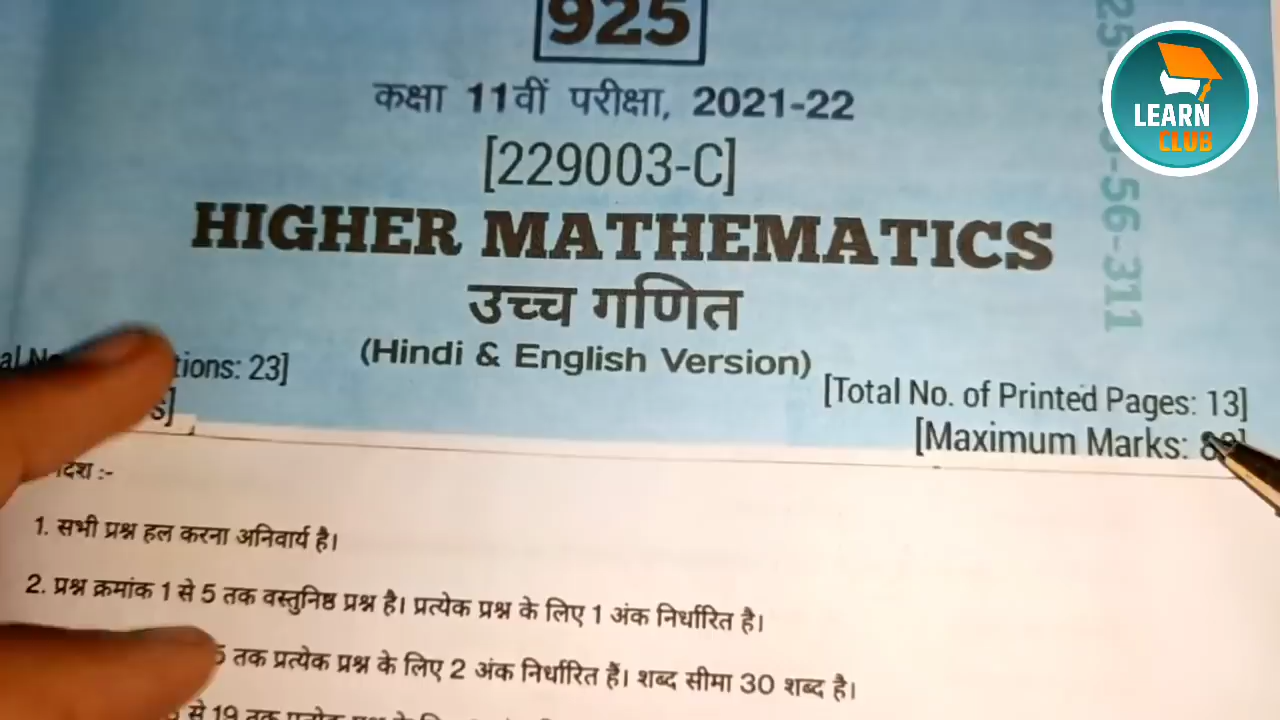 925
कक्षा 11वीं परीक्षा, 2021-22
[229003-C]
HIGHER MATHEMATICS
उच्च गणित
(Hindi & English Version)
23]
[Total No. of Printed Pages: 13]
[Maximum Marks:
1. सभी प्रश्न हल करना अनिवार्य है।
2. प्रश्न क्रमांक 1 से 5 तक वस्तुनिष्ठ प्रश्न है। प्रत्येक प्रश्न के लिए 1 अंक निर्धारित है।
तक प्रत्येक प्रश्न के लिए 2 अंक निर्धारित हैं। शब्द सीमा 30 शब्द है।
से 19 तक
-56-311
LEARN
CLUB